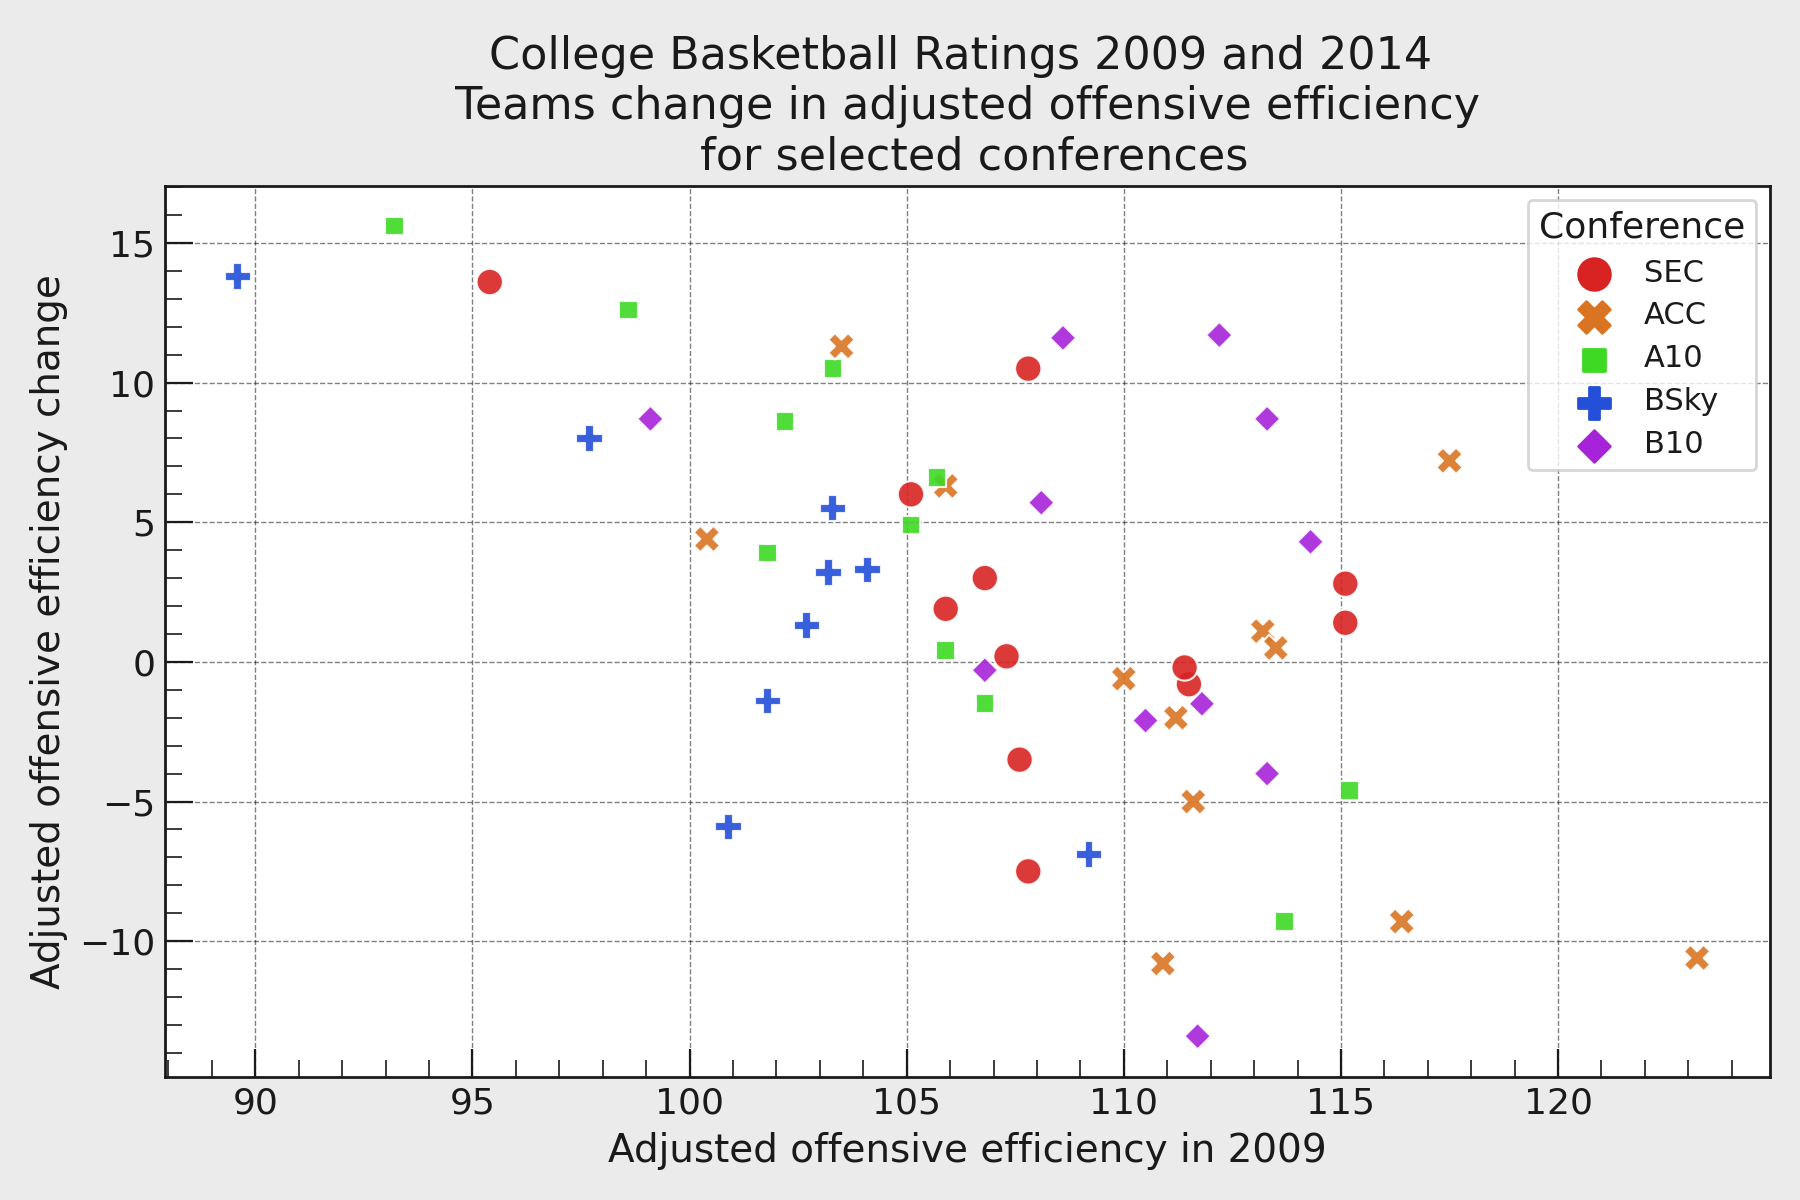 College Basketball Ratings 2009 and 2014
Teams change in adjusted offensive efficiency
for selected conferences
Conference
SEC
ACC
A10
BSky
B10
Adjusted offensive efficiency change
15
10
5
0
−5
−10
90
95
100
105
110
115
120
Adjusted offensive efficiency in 2009